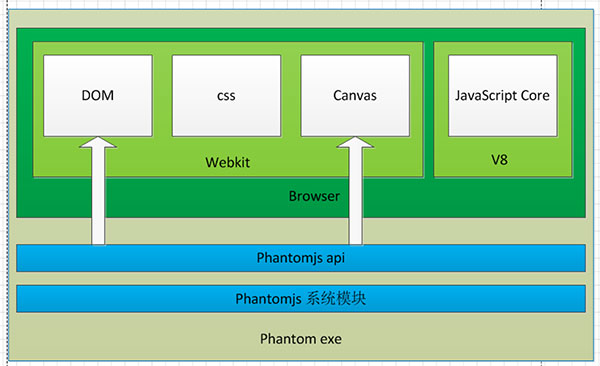 DOM
css
Canvas
JavaScript Core
Webkit
V8
Browser
Phantomjs api
Phantomjs 系统模块
Phantom exe